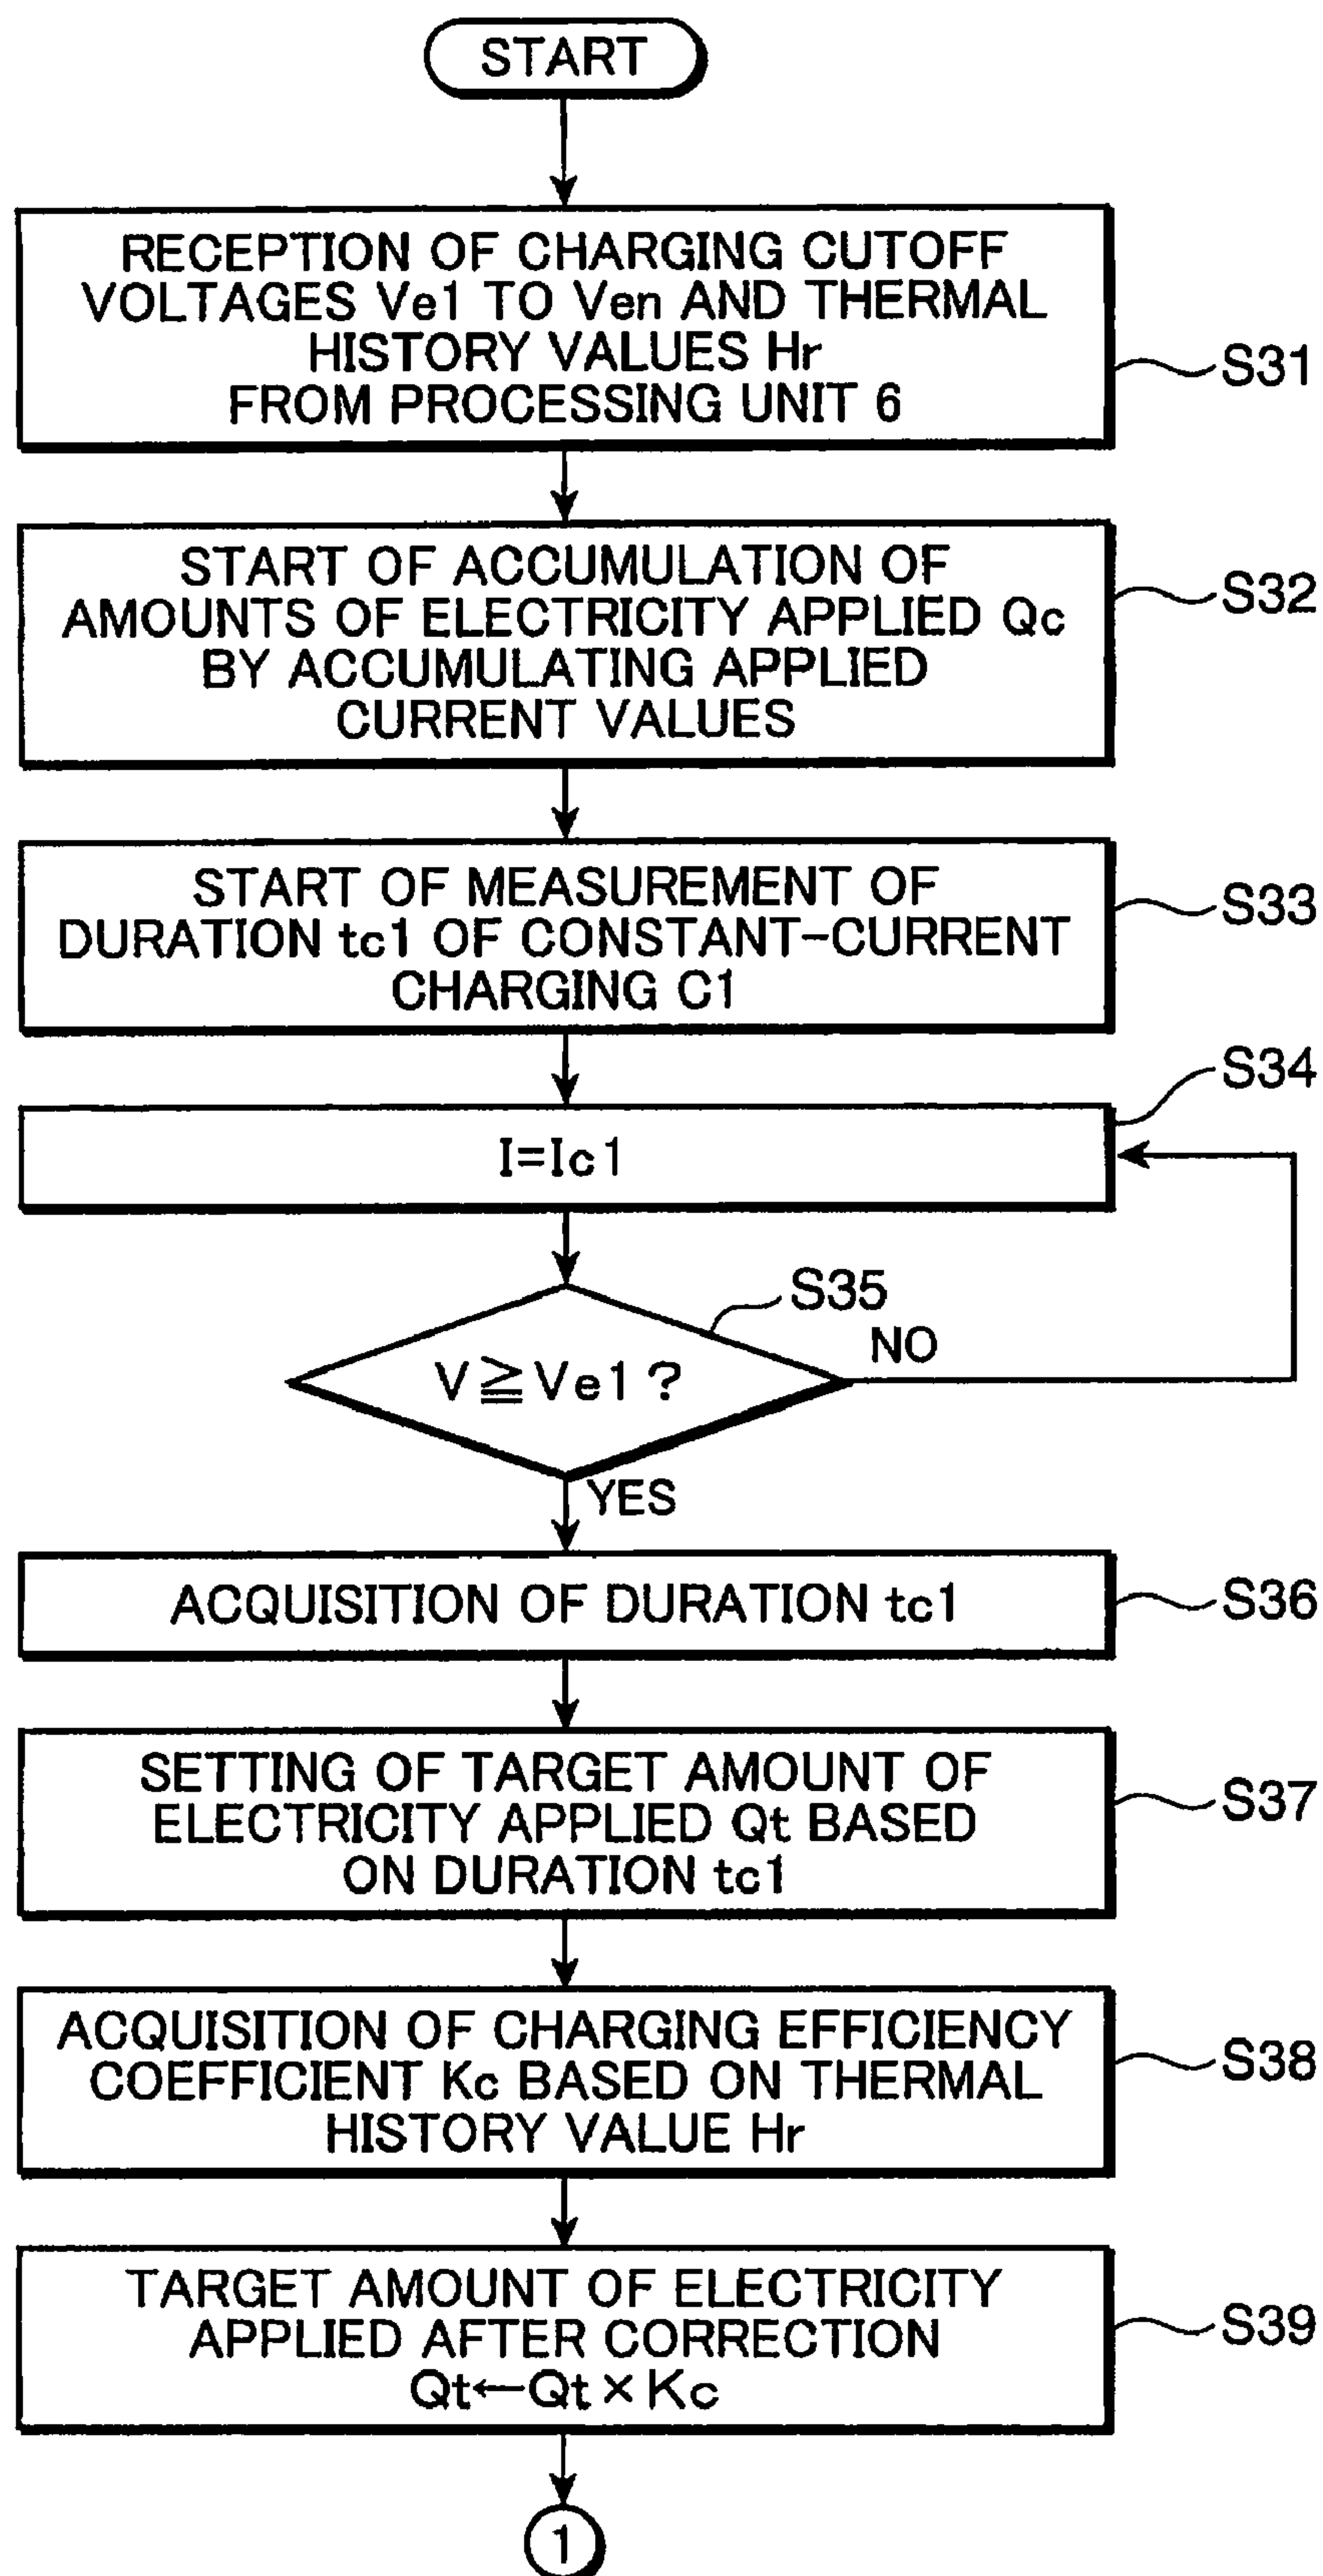 START
RECEPTION OF CHARGING CUTOFF
VOLTAGES Ve1 TO Ven AND THERMAL
HISTORY VALUES Hr
FROM PROCESSING UNIT 6
S31
START OF ACCUMULATION OF
AMOUNTS OF ELECTRICITY APPLIED Qc
BY ACCUMULATING APPLIED
CURRENT VALUES
S32
START OF MEASUREMENT OF
DURATION tc1 OF CONSTANT-CURRENT
CHARGING C1
S33
S34
I=Ic1
S35
V≧Ve1?
NO
YES
ACQUISITION OF DURATION tc1
S36
SETTING OF TARGET AMOUNT OF
ELECTRICITY APPLIED Qt BASED
ON DURATION tc1
S37
ACQUISITION OF CHARGING EFFICIENCY
COEFFICIENT Kc BASED ON THERMAL
HISTORY VALUE Hr
S38
TARGET AMOUNT OF ELECTRICITY
APPLIED AFTER CORRECTION
Qt←Qt×Kc
S39
1